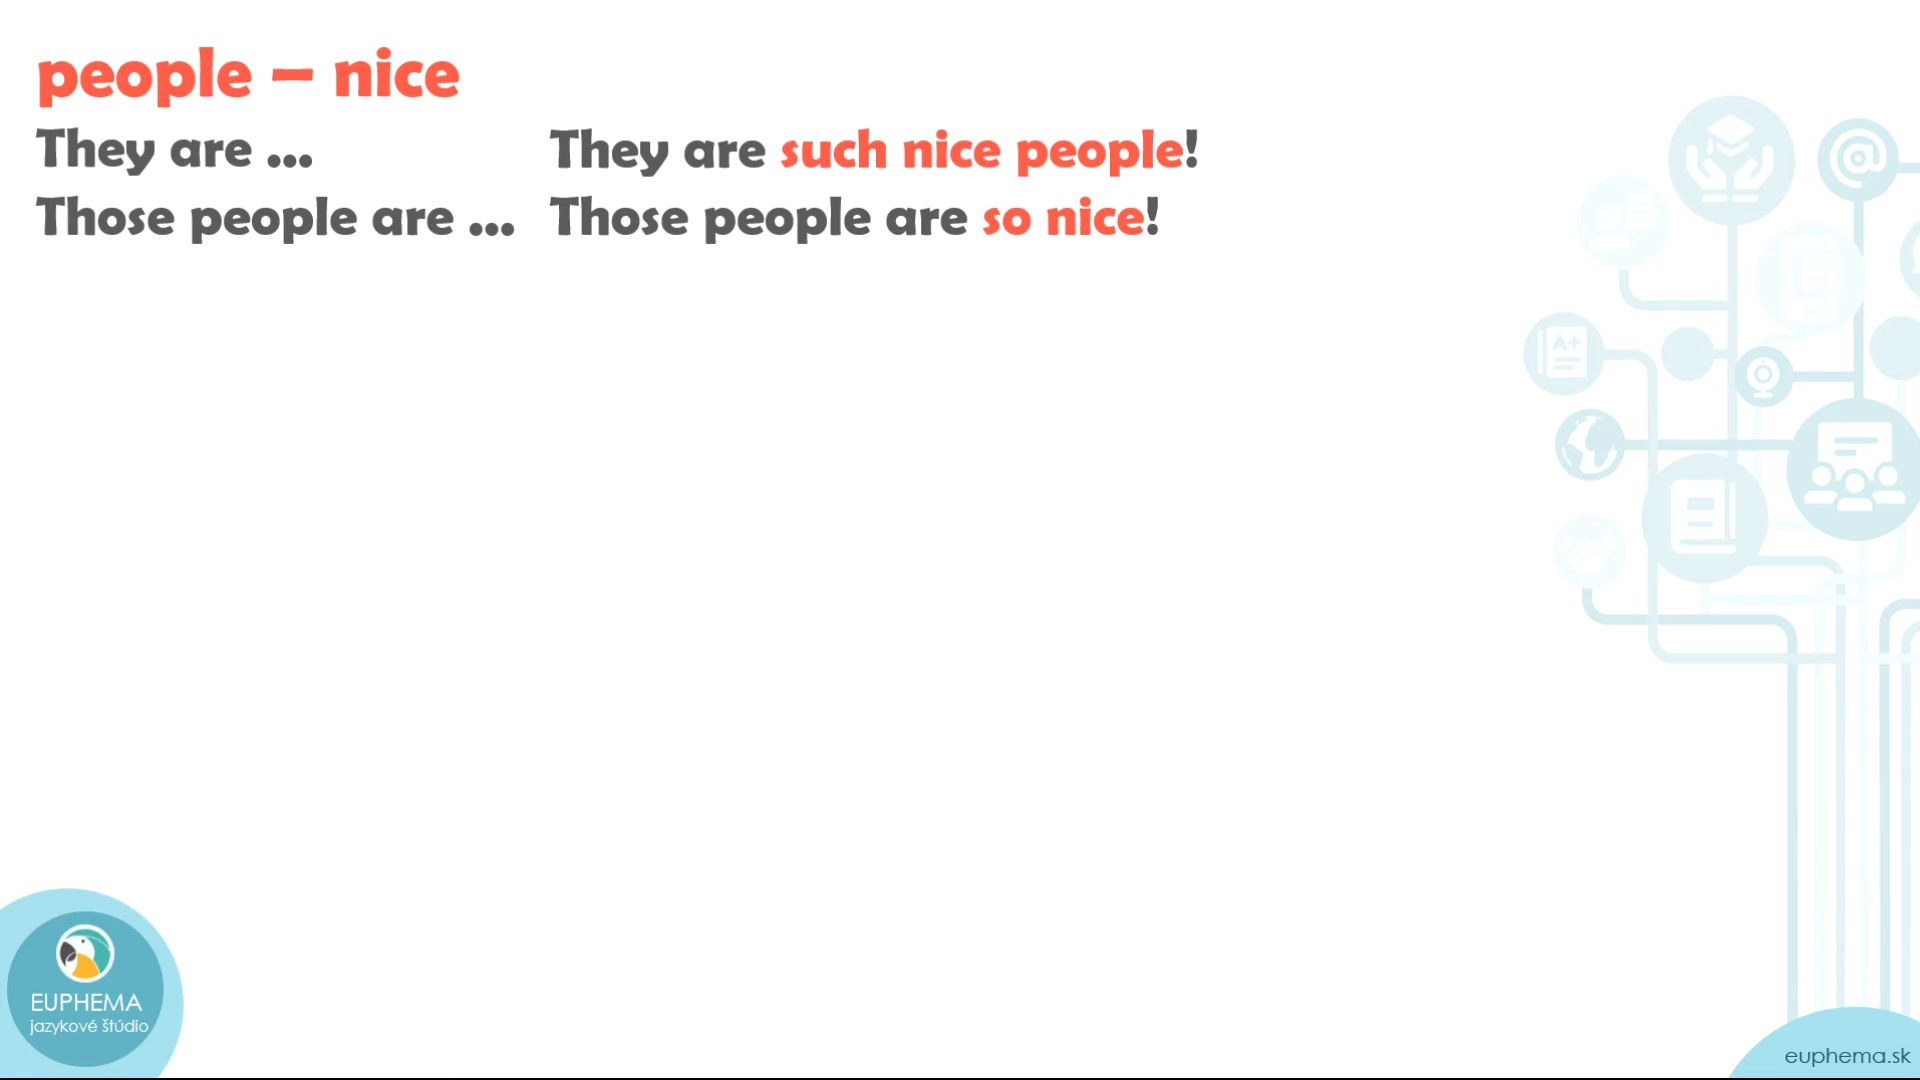 people – nice
They are ... They are such nice people!
Those people are ... Those people are so nice!
A+
EUPHEMA
jazykové štúdio
euphema.sk